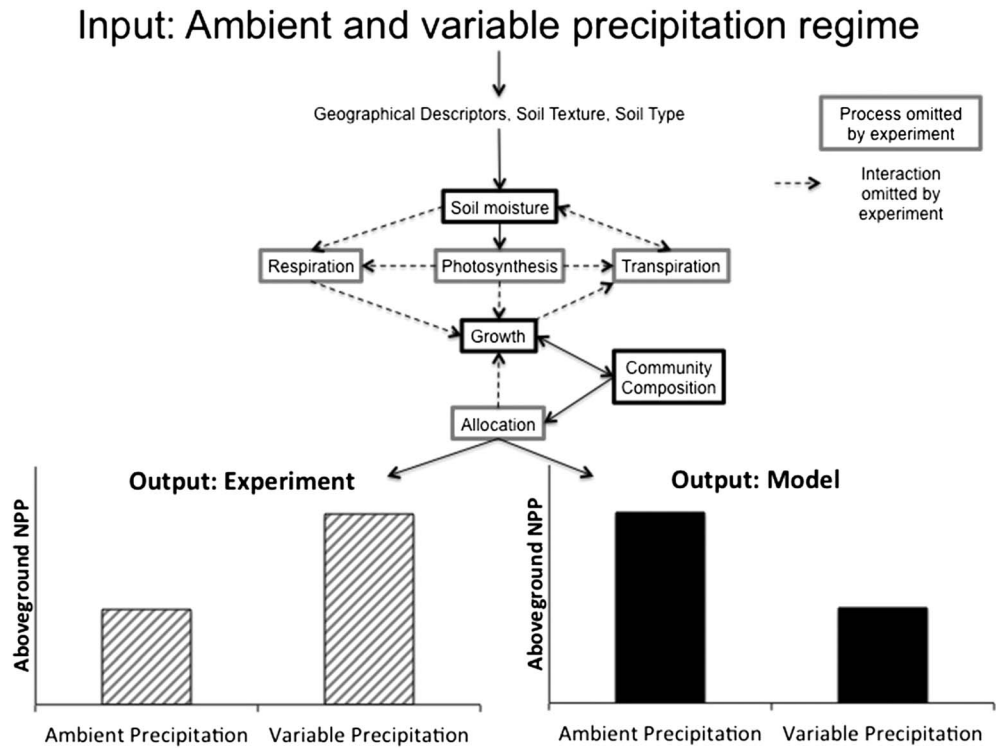 Input: Ambient and variable precipitation regime
Geographical Descriptors, Soil Texture, Soil Type
Process omitted
by experiment
Interaction
omitted by
experiment
Soil moisture
Respiration
Photosynthesis
Transpiration
Growth
Community
Composition
Allocation
Output: Experiment
Aboveground NPP
Ambient Precipitation
Variable Precipitation
Output: Model
Aboveground NPP
Ambient Precipitation
Variable Precipitation